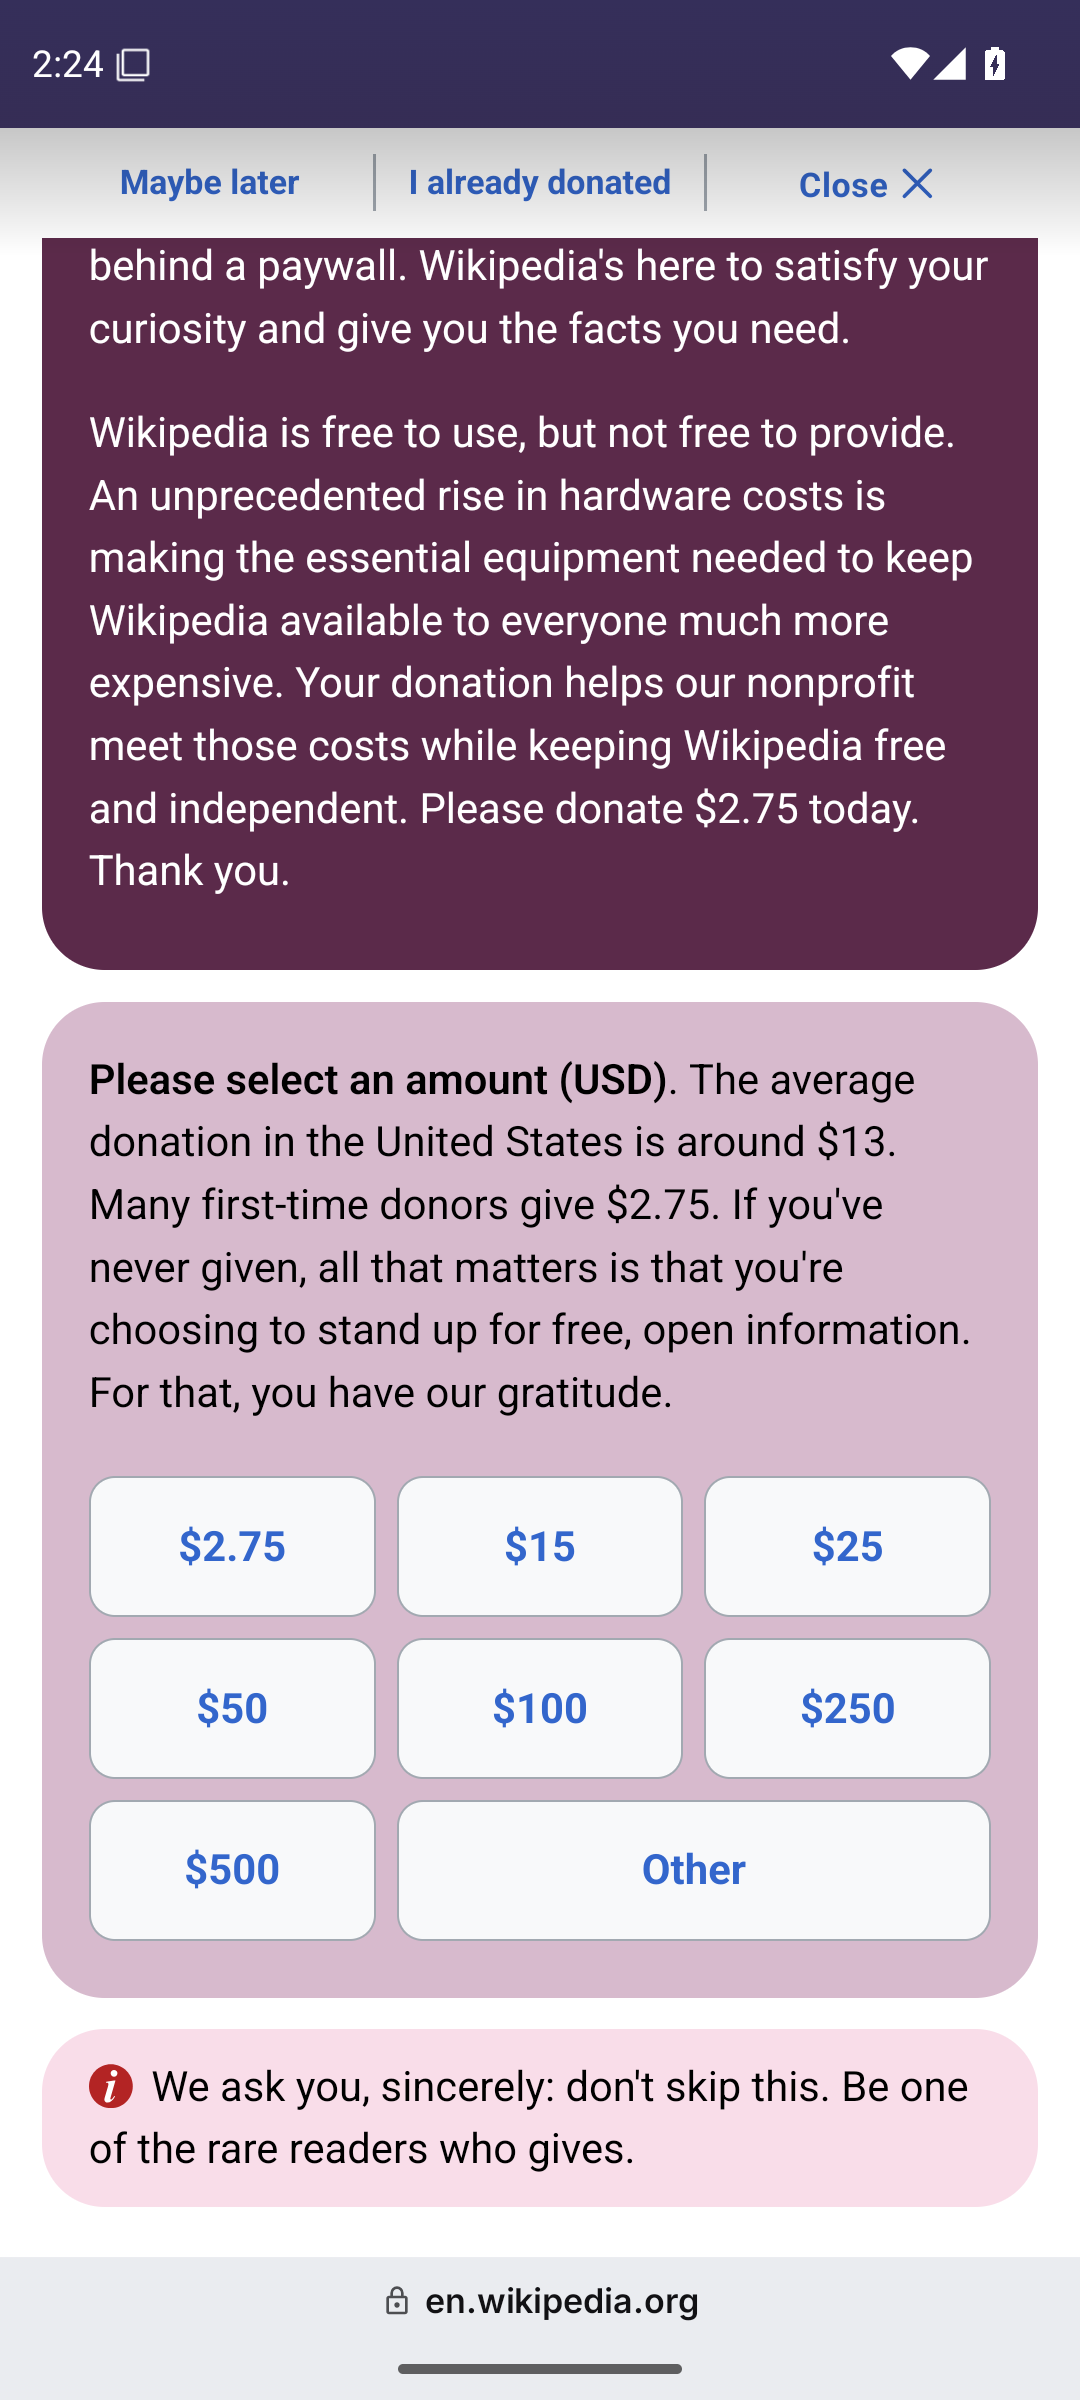 2:24
Maybe later
I already donated
Close
behind a paywall. Wikipedia's here to satisfy your
curiosity and give you the facts you need.
Wikipedia is free to use, but not free to provide.
An unprecedented rise in hardware costs is
making the essential equipment needed to keep
Wikipedia available to everyone much more
expensive. Your donation helps our nonprofit
meet those costs while keeping Wikipedia free
and independent. Please donate $2.75 today.
Thank you.
Please select an amount (USD). The average
donation in the United States is around $13.
Many first-time donors give $2.75. If you've
never given, all that matters is that you're
choosing to stand up for free, open information.
For that, you have our gratitude.
$2.75
$15
$25
$50
$100
$250
$500
Other
We ask you, sincerely: don't skip this. Be one
of the rare readers who gives.
en.wikipedia.org